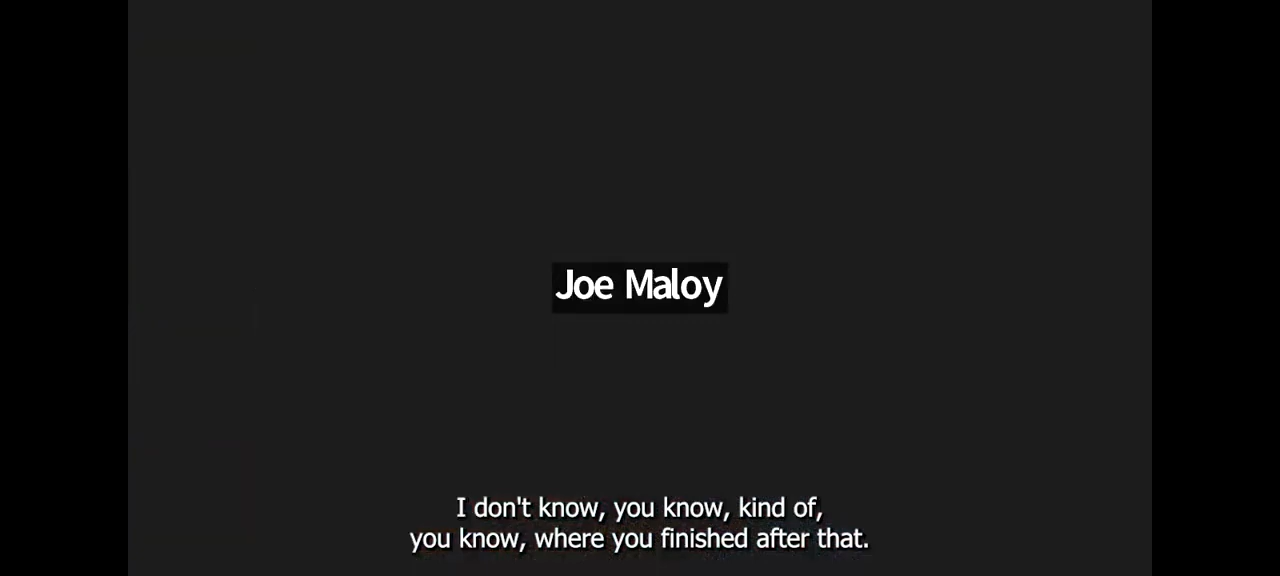 Joe Maloy
I don't know, you know, kind of,
you know, where you finished after that.